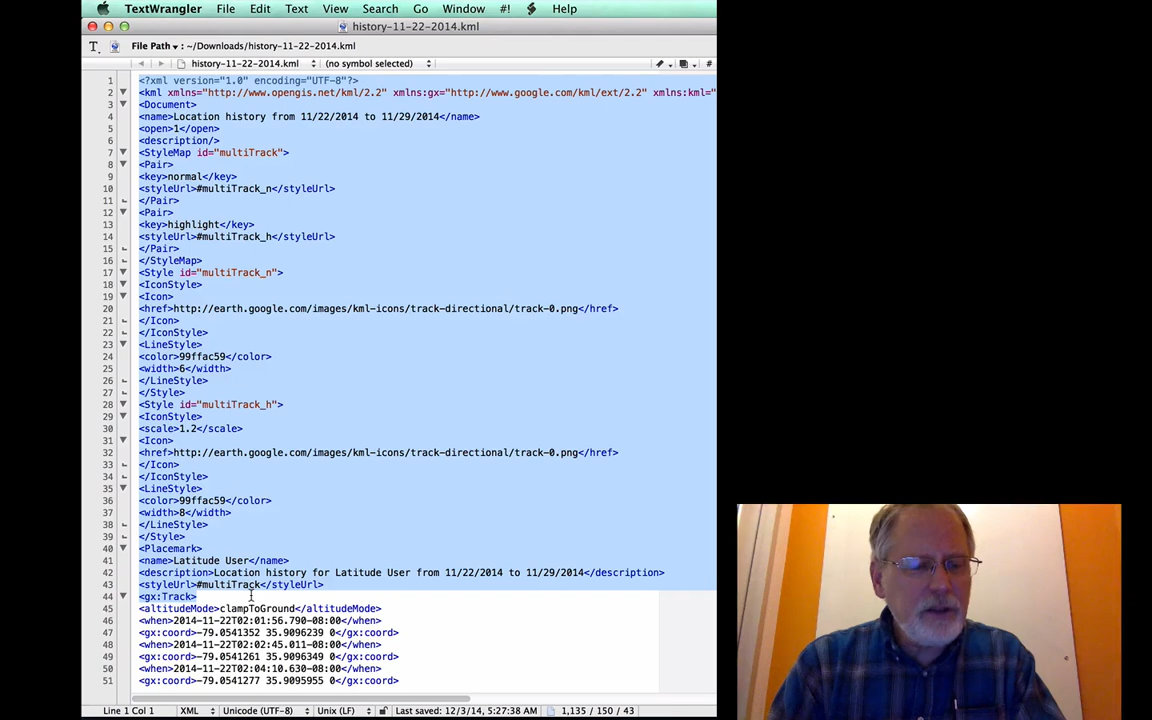 TextWrangler File Edit Text View Search Go Window #! Help
history-11-22-2014.kml
File Path : ~/Downloads/history-11-22-2014.kml
history-11-22-2014.kml (no symbol selected) #
1 <?xml version="1.0" encoding="UTF-8"?>
2 <kml xmlns="http://www.opengis.net/kml/2.2" xmlns:gx="http://www.google.com/kml/ext/2.2" xmlns:kml="
3 <Document>
4 <name>Location history from 11/22/2014 to 11/29/2014</name>
5 <open>1</open>
6 <description/>
7 <StyleMap id="multiTrack">
8 <Pair>
9 <key>normal</key>
10 <styleUrl>#multiTrack_n</styleUrl>
11 </Pair>
12 <Pair>
13 <key>highlight</key>
14 <styleUrl>#multiTrack_h</styleUrl>
15 </Pair>
16 </StyleMap>
17 <Style id="multiTrack_n">
18 <IconStyle>
19 <Icon>
20 <href>http://earth.google.com/images/kml-icons/track-directional/track-0.png</href>
21 </Icon>
22 </IconStyle>
23 <LineStyle>
24 <color>99ffac59</color>
25 <width>6</width>
26 </LineStyle>
27 </Style>
28 <Style id="multiTrack_h">
29 <IconStyle>
30 <scale>1.2</scale>
31 <Icon>
32 <href>http://earth.google.com/images/kml-icons/track-directional/track-0.png</href>
33 </Icon>
34 </IconStyle>
35 <LineStyle>
36 <color>99ffac59</color>
37 <width>8</width>
38 </LineStyle>
39 </Style>
40 <Placemark>
41 <name>Latitude User</name>
42 <description>Location history for Latitude User from 11/22/2014 to 11/29/2014</description>
43 <styleUrl>#multiTrack</styleUrl>
44 <gx:Track>
45 <altitudeMode>clampToGround</altitudeMode>
46 <when>2014-11-22T02:01:56.790-08:00</when>
47 <gx:coord>-79.0541352 35.9096239 0</gx:coord>
48 <when>2014-11-22T02:02:45.011-08:00</when>
49 <gx:coord>-79.0541261 35.9096349 0</gx:coord>
50 <when>2014-11-22T02:04:10.630-08:00</when>
51 <gx:coord>-79.0541277 35.9095955 0</gx:coord>
Line 1 Col 1 XML Unicode (UTF-8) Unix (LF) Last saved: 12/3/14, 5:27:38 AM 1,135 / 150 / 43